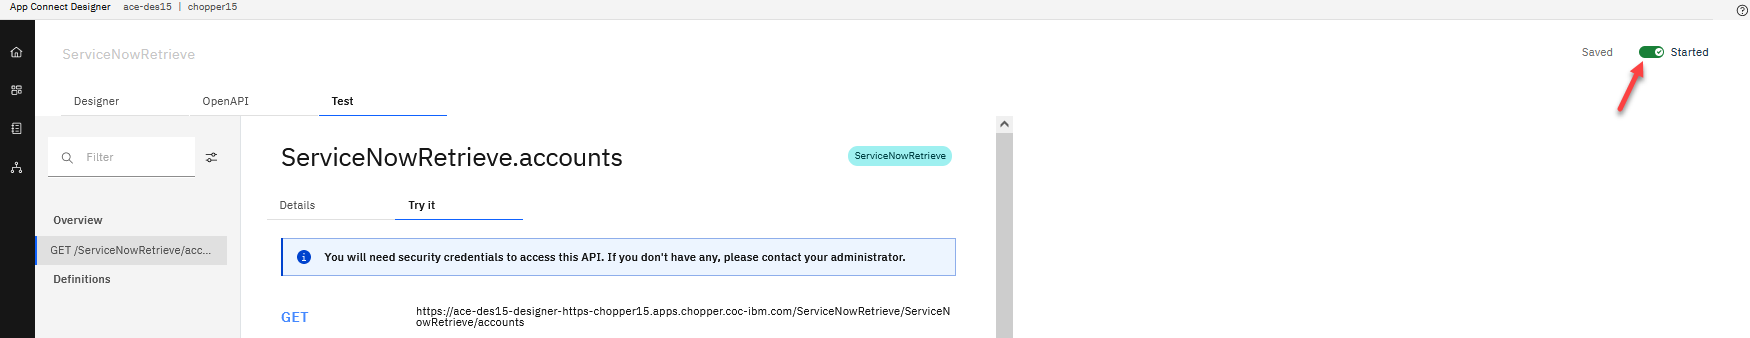 App Connect Designer ace-des15 | chopper15
ServiceNowRetrieve
Saved
Started
Designer
OpenAPI
Test
Filter
ServiceNowRetrieve.accounts
ServiceNowRetrieve
Details
Try it
Overview
GET /ServiceNowRetrieve/acc...
Definitions
You will need security credentials to access this API. If you don't have any, please contact your administrator.
GET
https://ace-des15-designer-https-chopper15.apps.chopper.coc-ibm.com/ServiceNowRetrieve/ServiceN
owRetrieve/accounts